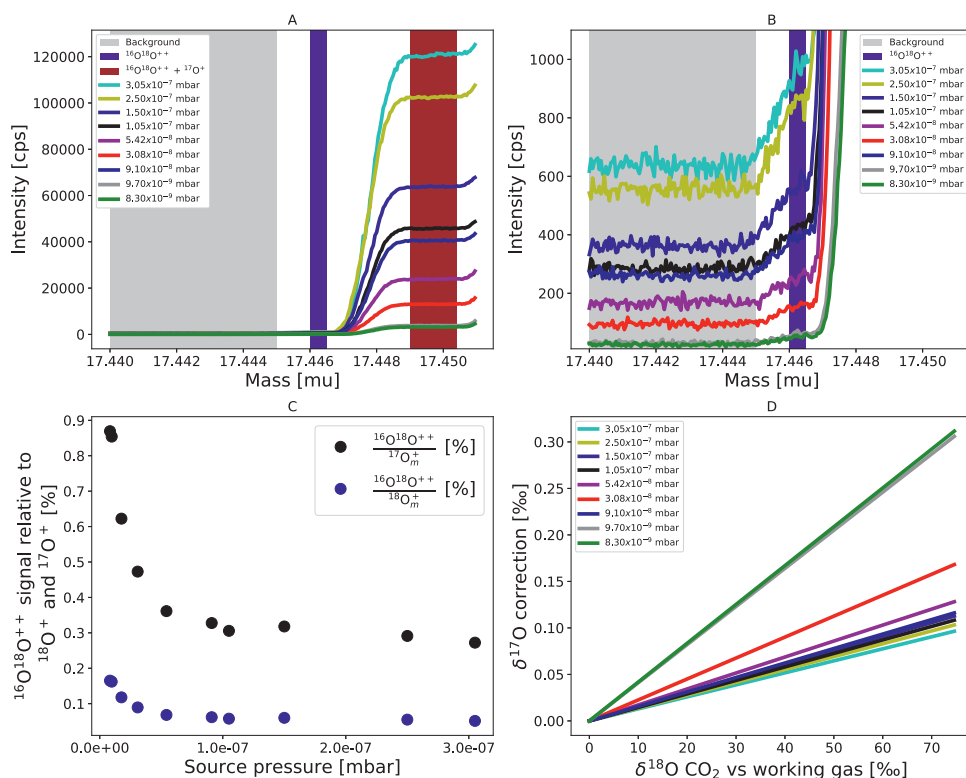 A
120000
100000
80000
60000
40000
20000
0
Intensity [cps]
Background
¹⁶O¹⁸O⁺⁺
¹⁶O¹⁸O⁺⁺ + ¹⁷O⁺
3,05x10⁻⁷ mbar
2.50x10⁻⁷ mbar
1,50x10⁻⁷ mbar
1,05x10⁻⁷ mbar
5.42x10⁻⁸ mbar
3.08x10⁻⁸ mbar
9,10x10⁻⁸ mbar
9.70x10⁻⁹ mbar
8.30x10⁻⁹ mbar
17.440 17.442 17.444 17.446 17.448 17.450
Mass [mu]
B
1000
800
600
400
200
Intensity [cps]
Background
¹⁶O¹⁸O⁺⁺
3.05x10⁻⁷ mbar
2.50x10⁻⁷ mbar
1,50x10⁻⁷ mbar
1.05x10⁻⁷ mbar
5.42x10⁻⁸ mbar
3.08x10⁻⁸ mbar
9,10x10⁻⁸ mbar
9.70x10⁻⁹ mbar
8.30x10⁻⁹ mbar
17.440 17.442 17.444 17.446 17.448 17.450
Mass [mu]
C
0.9
0.8
0.7
0.6
0.5
0.4
0.3
0.2
0.1
¹⁶O¹⁸O⁺⁺ signal relative to
¹⁸O⁺ and ¹⁷O⁺ [%]
¹⁶O¹⁸O⁺⁺/¹⁷Oₘ⁺ [%]
¹⁶O¹⁸O⁺⁺/¹⁸Oₘ⁺ [%]
0.0e+00 1.0e-07 2.0e-07 3.0e-07
Source pressure [mbar]
D
0.30
0.25
0.20
0.15
0.10
0.05
0.00
δ¹⁷O correction [‰]
3,05x10⁻⁷ mbar
2.50x10⁻⁷ mbar
1,50x10⁻⁷ mbar
1,05x10⁻⁷ mbar
5.42x10⁻⁸ mbar
3.08x10⁻⁸ mbar
9,10x10⁻⁸ mbar
9.70x10⁻⁹ mbar
8.30x10⁻⁹ mbar
0 10 20 30 40 50 60 70
δ¹⁸O CO₂ vs working gas [‰]